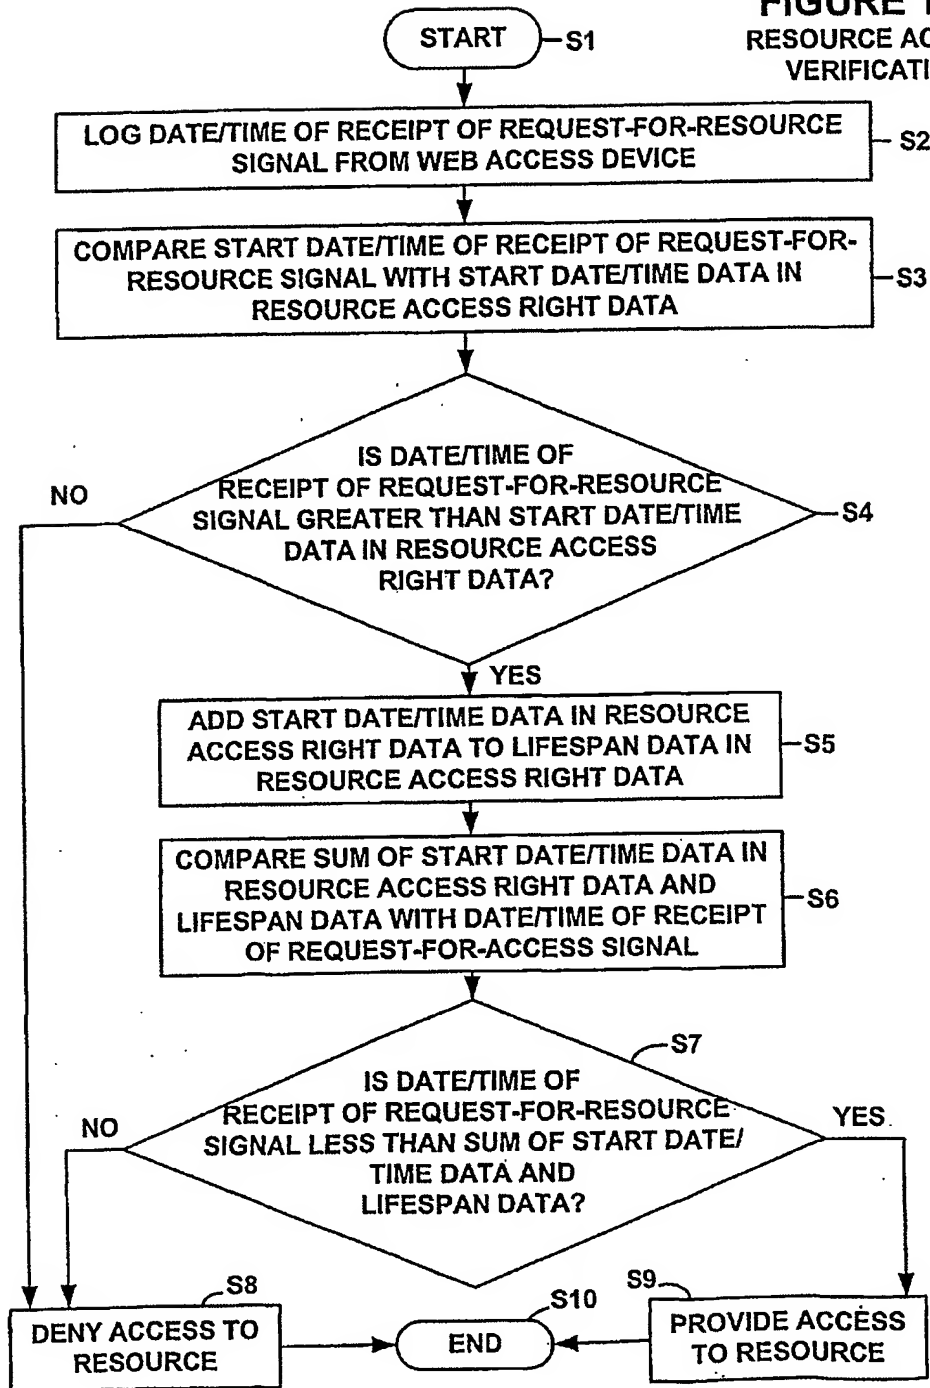 FIGURE 1
RESOURCE AC
VERIFICATI
START
S1
LOG DATE/TIME OF RECEIPT OF REQUEST-FOR-RESOURCE
SIGNAL FROM WEB ACCESS DEVICE
S2
COMPARE START DATE/TIME OF RECEIPT OF REQUEST-FOR-
RESOURCE SIGNAL WITH START DATE/TIME DATA IN
RESOURCE ACCESS RIGHT DATA
S3
IS DATE/TIME OF
RECEIPT OF REQUEST-FOR-RESOURCE
SIGNAL GREATER THAN START DATE/TIME
DATA IN RESOURCE ACCESS
RIGHT DATA?
NO
S4
YES
ADD START DATE/TIME DATA IN RESOURCE
ACCESS RIGHT DATA TO LIFESPAN DATA IN
RESOURCE ACCESS RIGHT DATA
S5
COMPARE SUM OF START DATE/TIME DATA IN
RESOURCE ACCESS RIGHT DATA AND
LIFESPAN DATA WITH DATE/TIME OF RECEIPT
OF REQUEST-FOR-ACCESS SIGNAL
S6
S7
IS DATE/TIME OF
RECEIPT OF REQUEST-FOR-RESOURCE
SIGNAL LESS THAN SUM OF START DATE/
TIME DATA AND
LIFESPAN DATA?
NO
YES
S8
DENY ACCESS TO
RESOURCE
S10
END
S9
PROVIDE ACCESS
TO RESOURCE